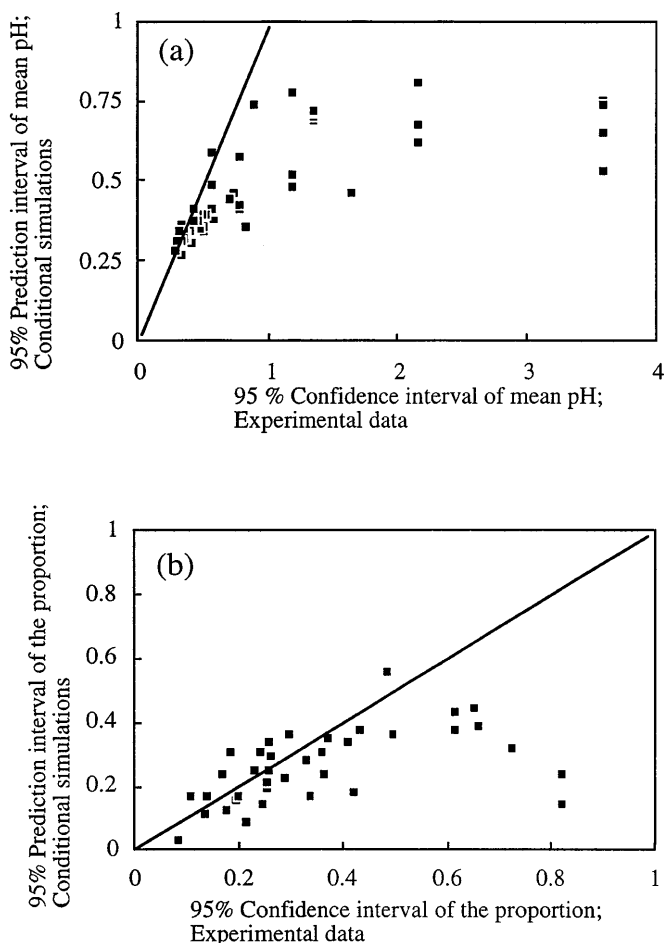 95% Prediction interval of mean pH;
Conditional simulations
(a)
1
0.75
0.5
0.25
0
0
1
2
3
4
95 % Confidence interval of mean pH;
Experimental data
95% Prediction interval of the proportion;
Conditional simulations
(b)
1
0.8
0.6
0.4
0.2
0
0
0.2
0.4
0.6
0.8
1
95% Confidence interval of the proportion;
Experimental data